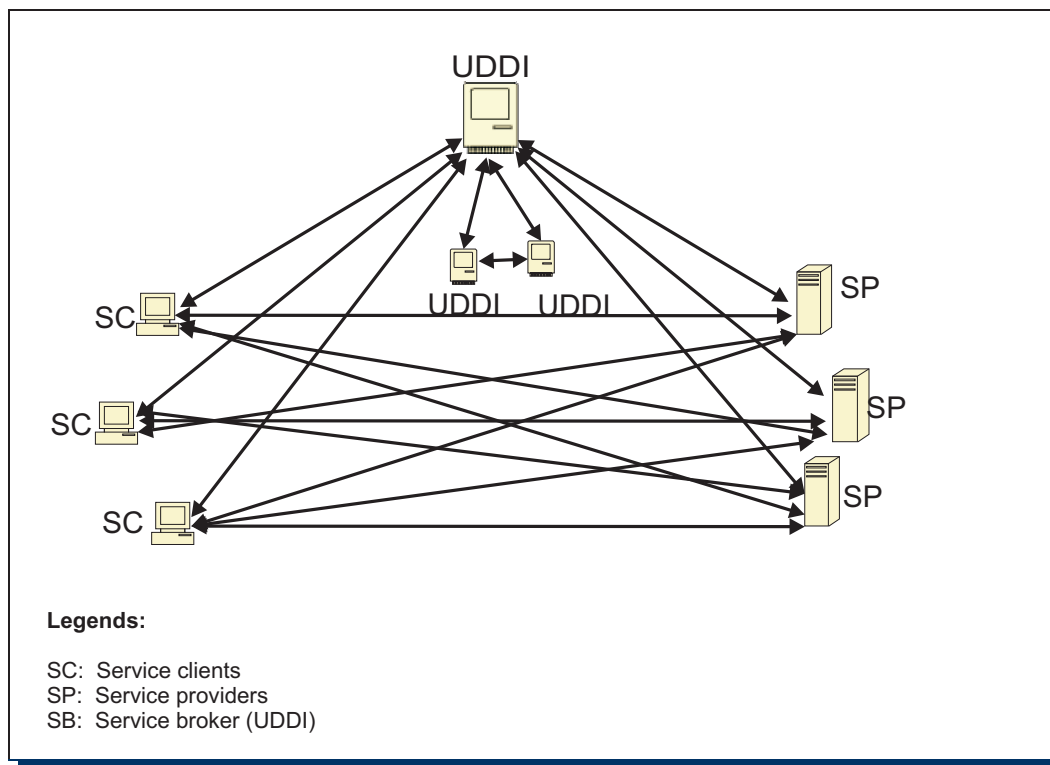 UDDI
UDDI UDDI
SP
SC
SP
SC
SP
SC
Legends:
SC: Service clients
SP: Service providers
SB: Service broker (UDDI)